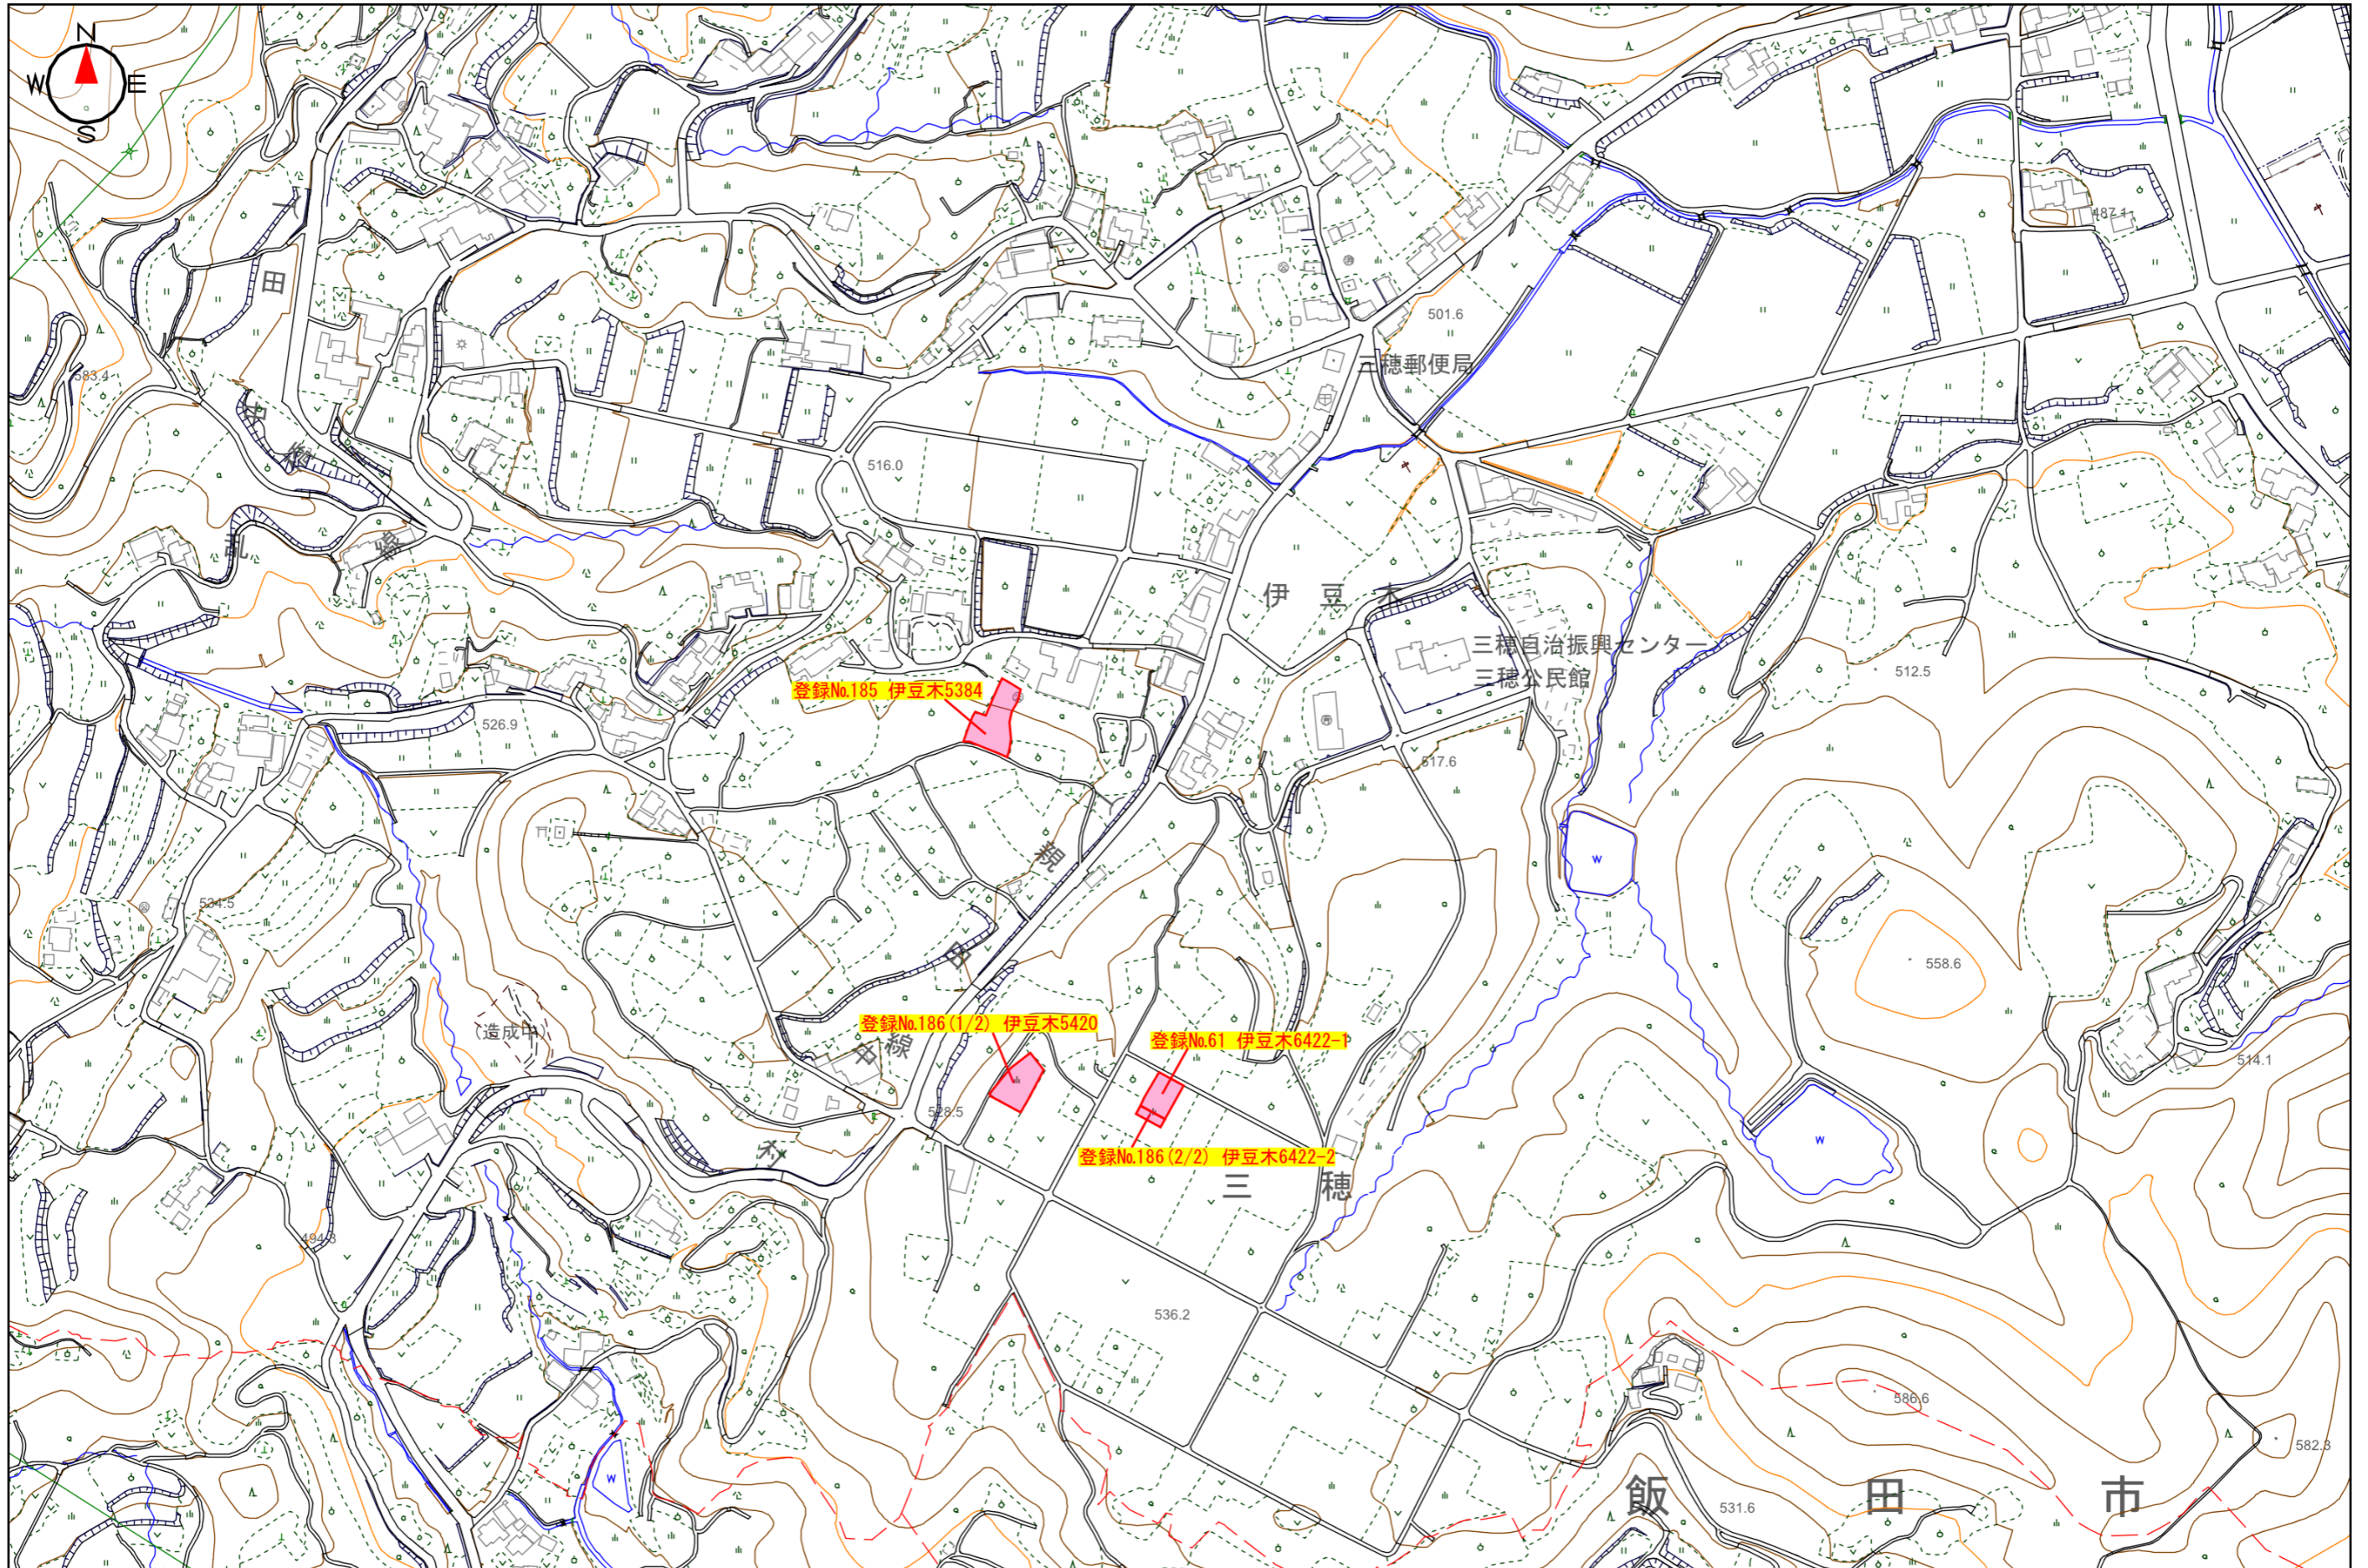 N
W E
S
487.1
田
501.6
三穂郵便局
583.4
中
516.0
線
伊 豆 木
三穂自治振興センター
三穂公民館
512.5
登録No.185 伊豆木5384
526.9
517.6
W
親
534.5
田
558.6
(造成中)
登録No.186(1/2) 伊豆木5420
中
線
登録No.61 伊豆木6422-1
514.1
528.5
W
登録No.186(2/2) 伊豆木6422-2
三 穂
494.3
536.2
586.6
582.3
W
飯 田 市
531.6